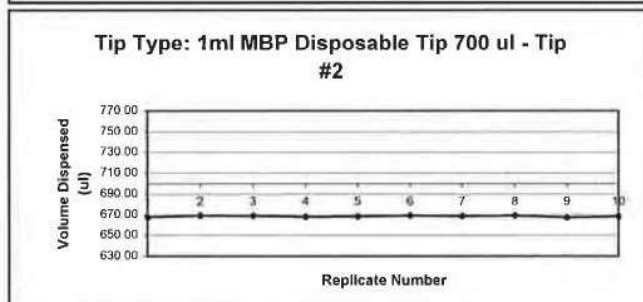 Tip Type: 1ml MBP Disposable Tip 700 ul - Tip
#2
Volume Dispensed
(ul)
770 00
750 00
730 00
710 00
690 00
670 00
650 00
630 00
2 3 4 5 6 7 8 9 10
Replicate Number